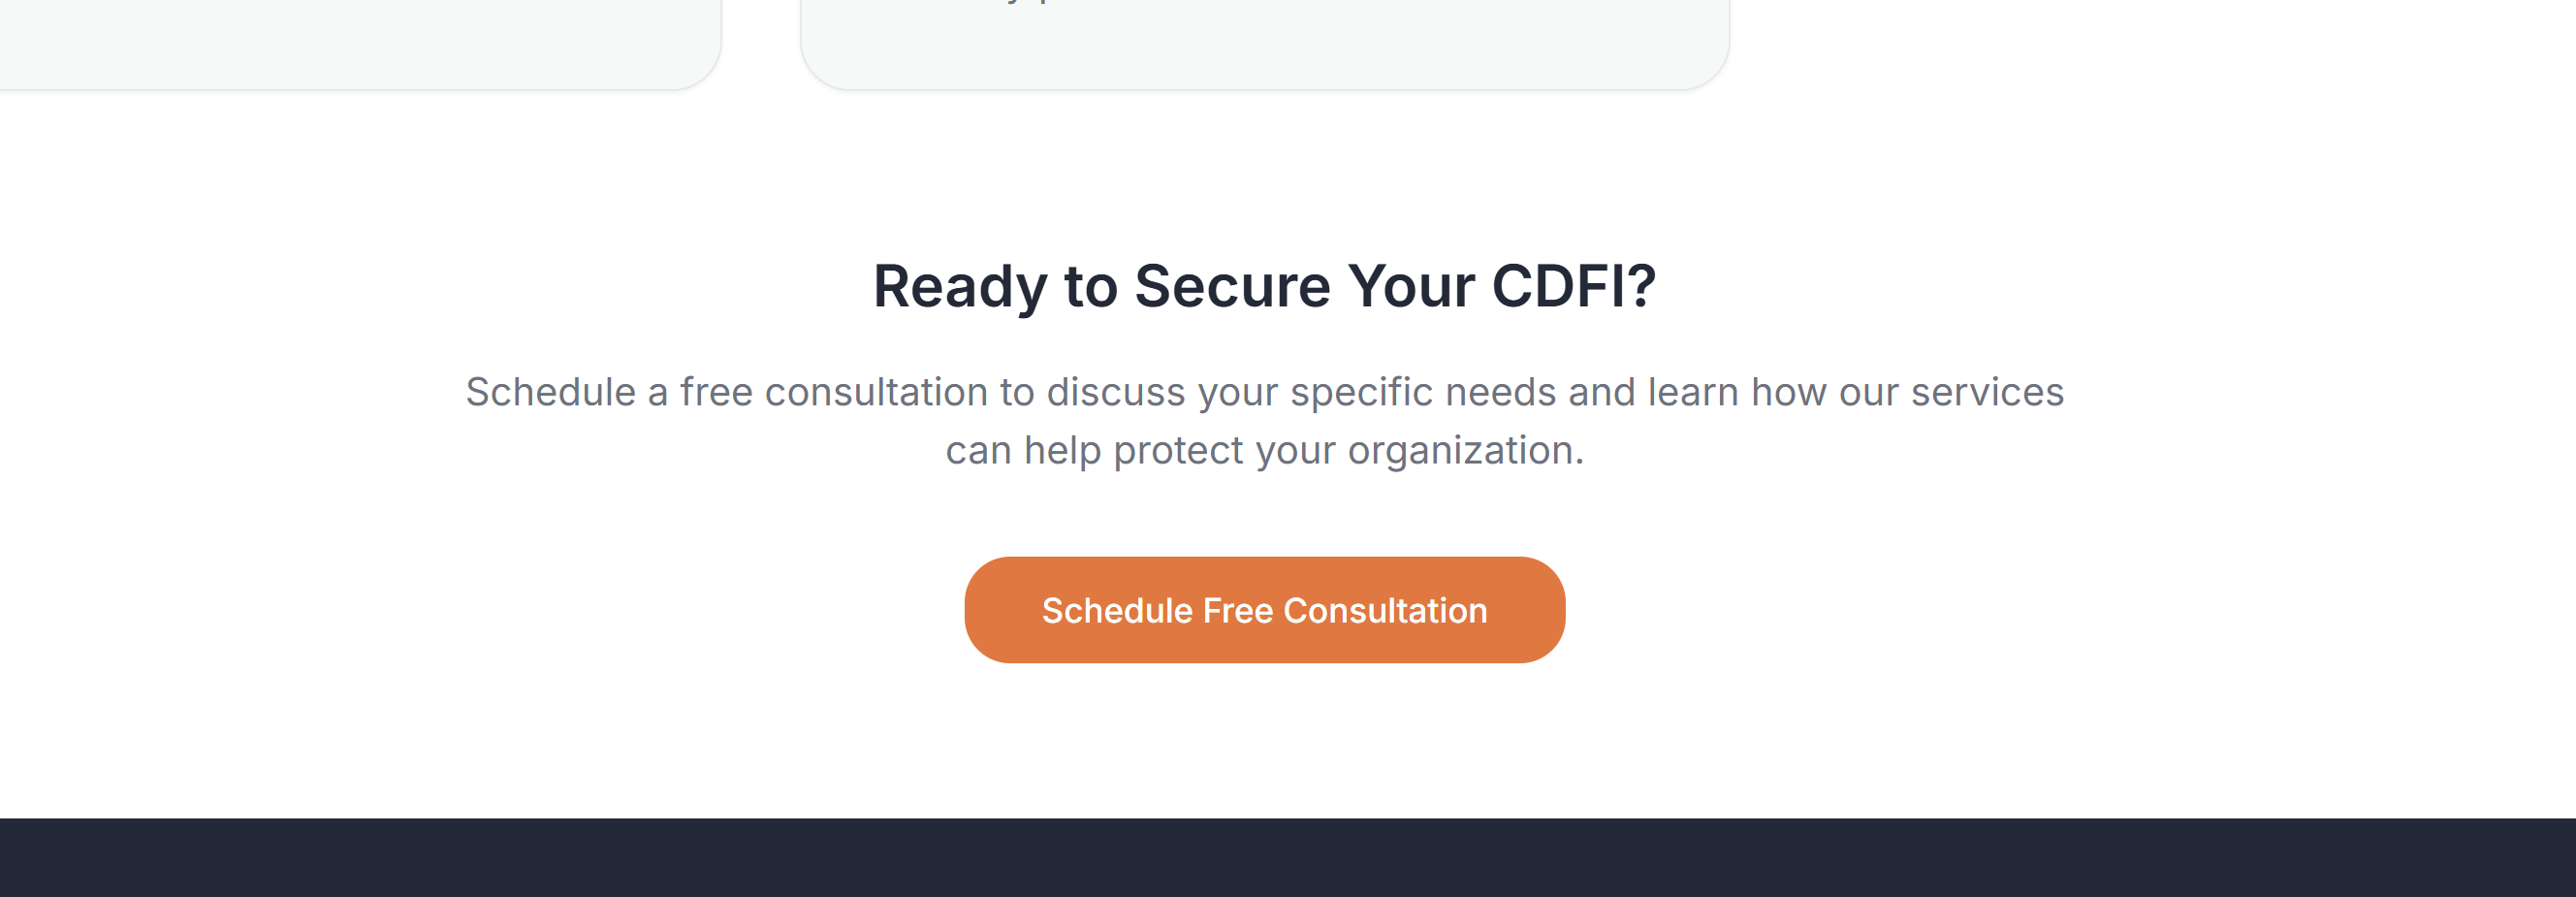 Ready to Secure Your CDFI?
Schedule a free consultation to discuss your specific needs and learn how our services
can help protect your organization.
Schedule Free Consultation